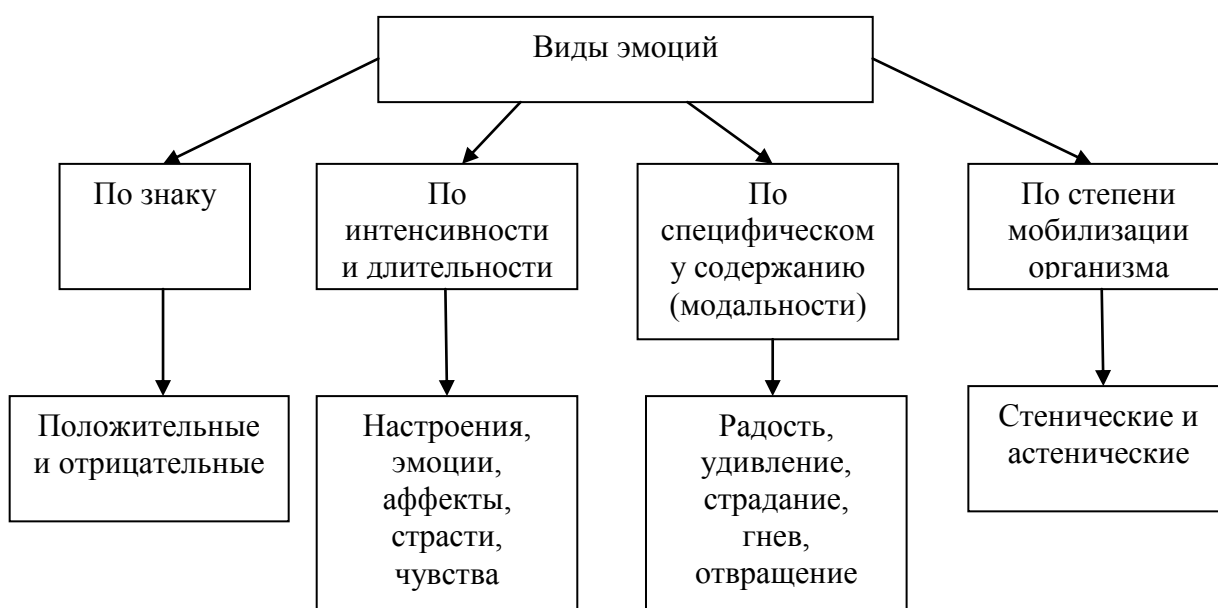 Виды эмоций
По знаку
По
интенсивности
и длительности
По
специфическом
у содержанию
(модальности)
По степени
мобилизации
организма
Положительные
и отрицательные
Настроения,
эмоции,
аффекты,
страсти,
чувства
Радость,
удивление,
страдание,
гнев,
отвращение
Стенические и
астенические